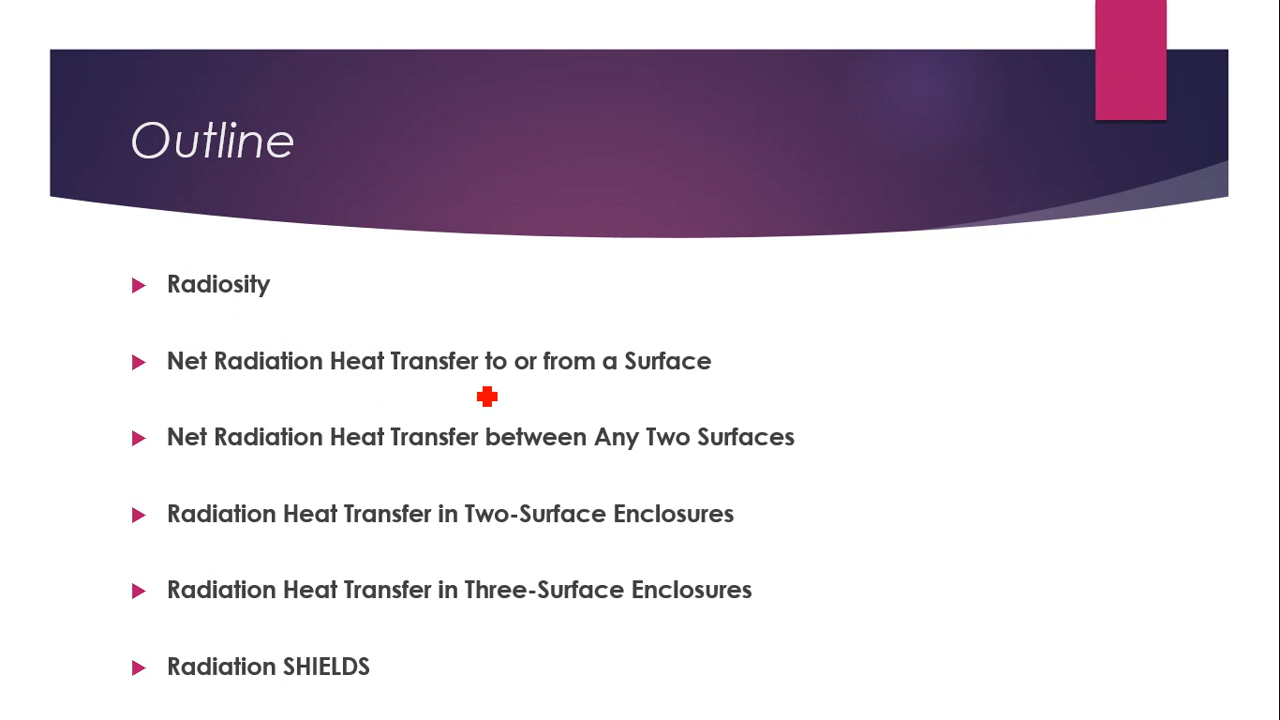 Outline
Radiosity
Net Radiation Heat Transfer to or from a Surface
Net Radiation Heat Transfer between Any Two Surfaces
Radiation Heat Transfer in Two-Surface Enclosures
Radiation Heat Transfer in Three-Surface Enclosures
Radiation SHIELDS